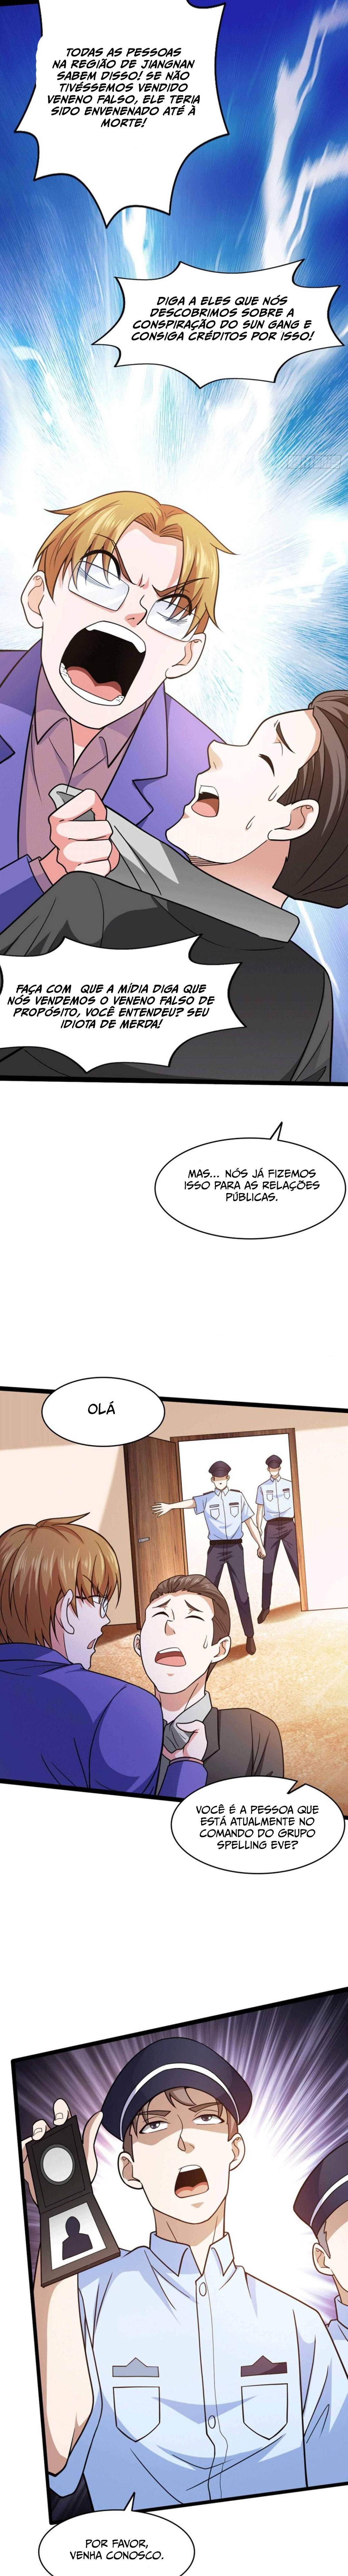 TODAS AS PESSOAS
NA REGIÃO DE JIANGNAN
SABEM DISSO! SE NÃO
TIVÉSSEMOS VENDIDO
VENENO FALSO, ELE TERIA
SIDO ENVENENADO ATÉ À
MORTE!
DIGA A ELES QUE NÓS
DESCOBRIMOS SOBRE A
CONSPIRAÇÃO DO SUN GANG E
CONSIGA CRÉDITOS POR ISSO!
FAÇA COM QUE A MÍDIA DIGA QUE
NÓS VENDEMOS O VENENO FALSO DE
PROPÓSITO, VOCÊ ENTENDEU? SEU
IDIOTA DE MERDA!
MAS... NÓS JÁ FIZEMOS
ISSO PARA AS RELAÇÕES
PÚBLICAS.
OLÁ
VOCÊ É A PESSOA QUE
ESTÁ ATUALMENTE NO
COMANDO DO GRUPO
SPELLING EVE?
POR FAVOR,
VENHA CONOSCO.